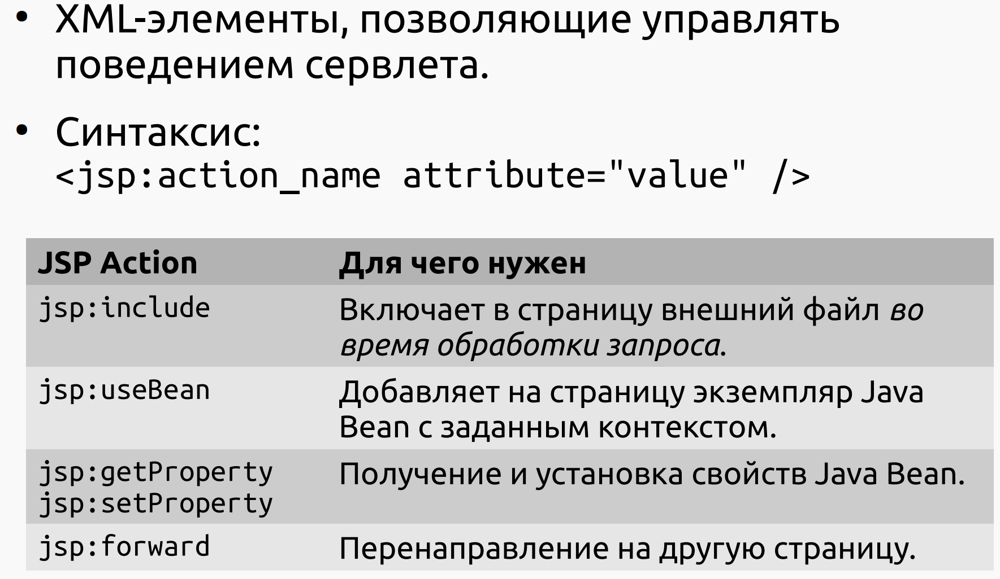 • XML-элементы, позволяющие управлять
поведением сервлета.
• Синтаксис:
<jsp:action_name attribute="value" />
JSP Action Для чего нужен
jsp:include Включает в страницу внешний файл во
время обработки запроса.
jsp:useBean Добавляет на страницу экземпляр Java
Bean с заданным контекстом.
jsp:getProperty Получение и установка свойств Java Bean.
jsp:setProperty
jsp:forward Перенаправление на другую страницу.